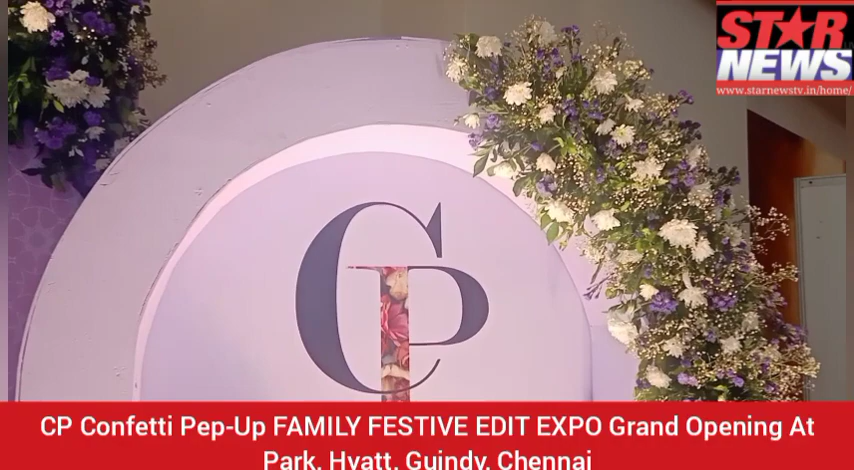 STAR
NEWS
www.starnewstv.in/home/
CP
CP Confetti Pep-Up FAMILY FESTIVE EDIT EXPO Grand Opening At
Park, Hyatt, Guindy, Chennai